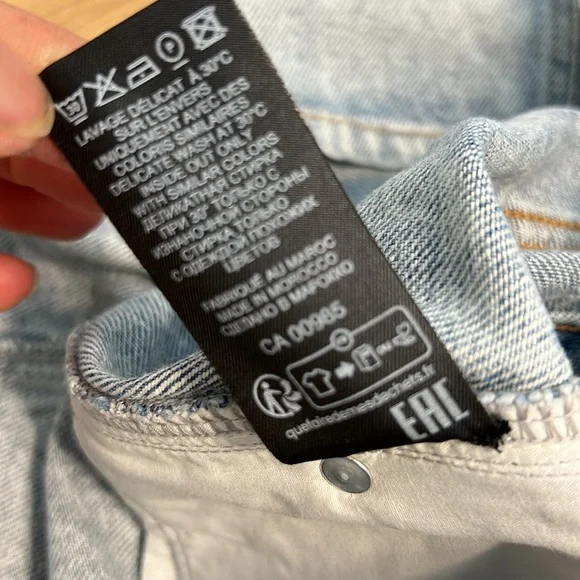 30
LAVAGE DÉLICAT À 30°C
SUR L'ENVERS
UNIQUEMENT AVEC DES
COLORIS SIMILAIRES
DELICATE WASH AT 30°C
INSIDE OUT ONLY
WITH SIMILAR COLORS
ДЕЛИКАТНАЯ СТИРКА
ПРИ 30° ТОЛЬКО С
ИЗНАНОЧНОЙ СТОРОНЫ
СТИРКА ТОЛЬКО
С ОДЕЖДОЙ ПОХОЖИХ
ЦВЕТОВ
FABRIQUÉ AU MAROC
MADE IN MOROCCO
СДЕЛАНО В МАРОККО
CA 00985
OU
quefairedemesdechets.fr
EAC